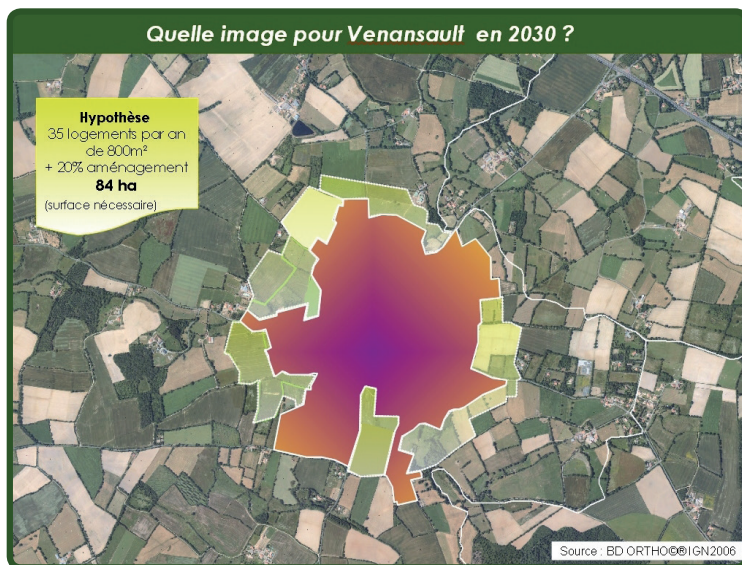 Quelle image pour Venansault en 2030 ?
Hypothèse
35 logements par an
de 800m²
+ 20% aménagement
84 ha
(surface nécessaire)
Source : BD ORTHO©®IGN2006